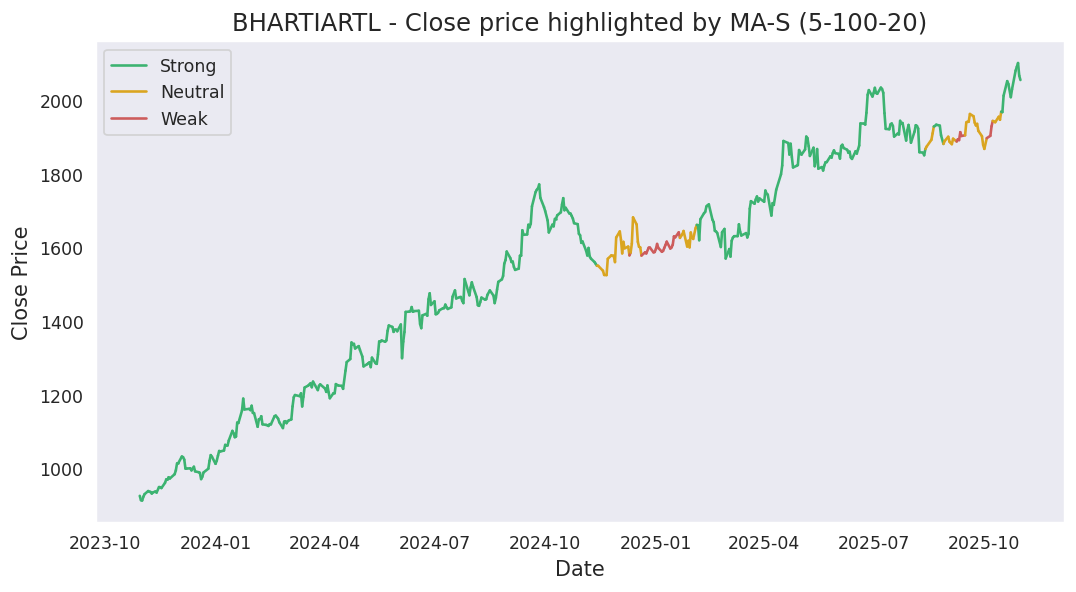 BHARTIARTL - Close price highlighted by MA-S (5-100-20)
Strong
Neutral
Weak
Close Price
2000
1800
1600
1400
1200
1000
2023-10 2024-01 2024-04 2024-07 2024-10 2025-01 2025-04 2025-07 2025-10
Date